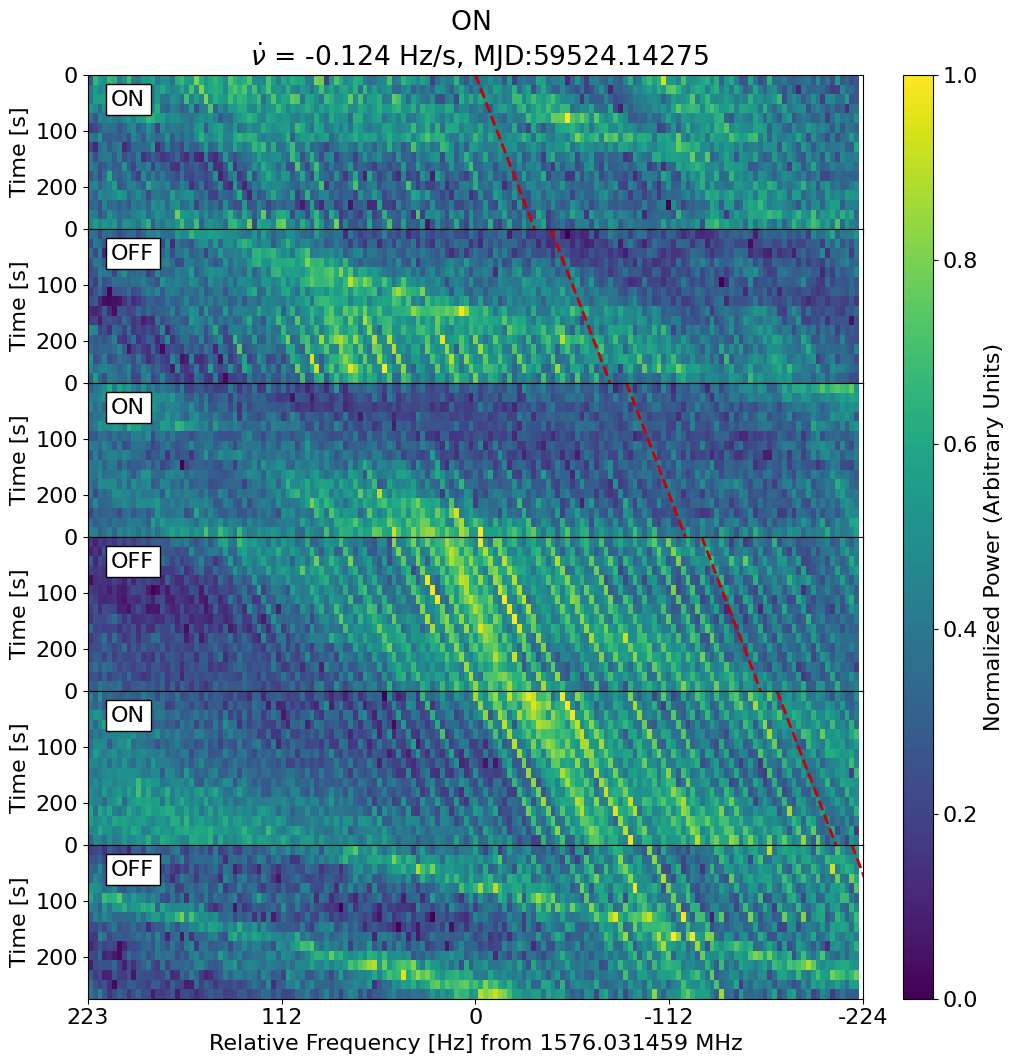 ON
ν̇ = -0.124 Hz/s, MJD:59524.14275
0
100
200
Time [s]
ON
0
100
200
Time [s]
OFF
0
100
200
Time [s]
ON
0
100
200
Time [s]
OFF
0
100
200
Time [s]
ON
0
100
200
Time [s]
OFF
223 112 0 -112 -224
Relative Frequency [Hz] from 1576.031459 MHz
1.0
0.8
0.6
0.4
0.2
0.0
Normalized Power (Arbitrary Units)